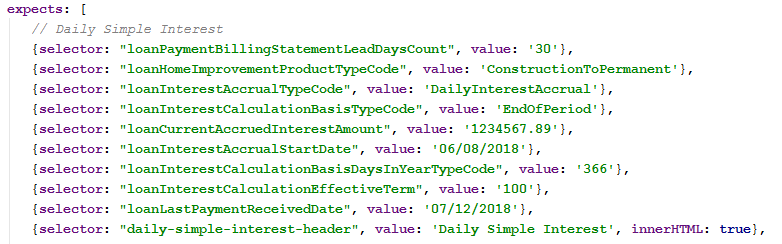 expects: [
// Daily Simple Interest
{selector: "loanPaymentBillingStatementLeadDaysCount", value: '30'},
{selector: "loanHomeImprovementProductTypeCode", value: 'ConstructionToPermanent'},
{selector: "loanInterestAccrualTypeCode", value: 'DailyInterestAccrual'},
{selector: "loanInterestCalculationBasisTypeCode", value: 'EndOfPeriod'},
{selector: "loanCurrentAccruedInterestAmount", value: '1234567.89'},
{selector: "loanInterestAccrualStartDate", value: '06/08/2018'},
{selector: "loanInterestCalculationBasisDaysInYearTypeCode", value: '366'},
{selector: "loanInterestCalculationEffectiveTerm", value: '100'},
{selector: "loanLastPaymentReceivedDate", value: '07/12/2018'},
{selector: "daily-simple-interest-header", value: 'Daily Simple Interest', innerHTML: true},